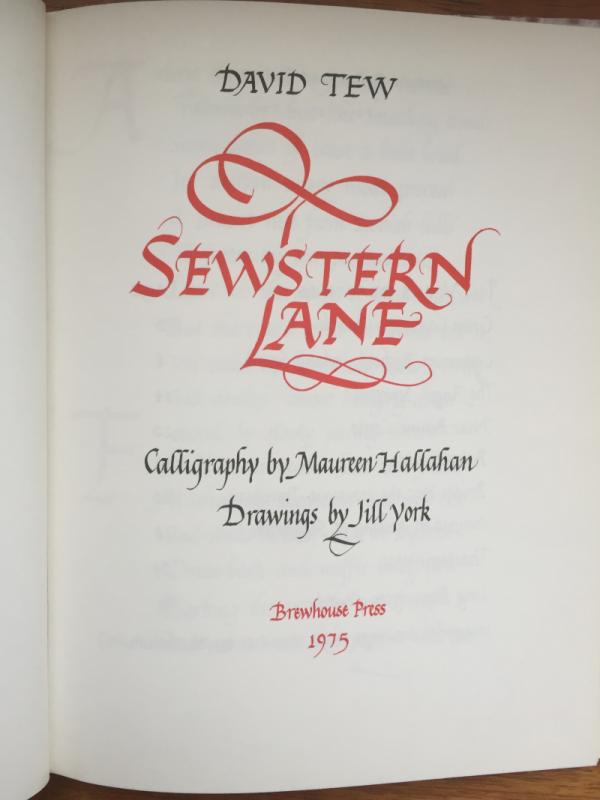 DAVID TEW
SEWSTERN
LANE
Calligraphy by Maureen Hallahan
Drawings by Jill York
Brewhouse Press
1975